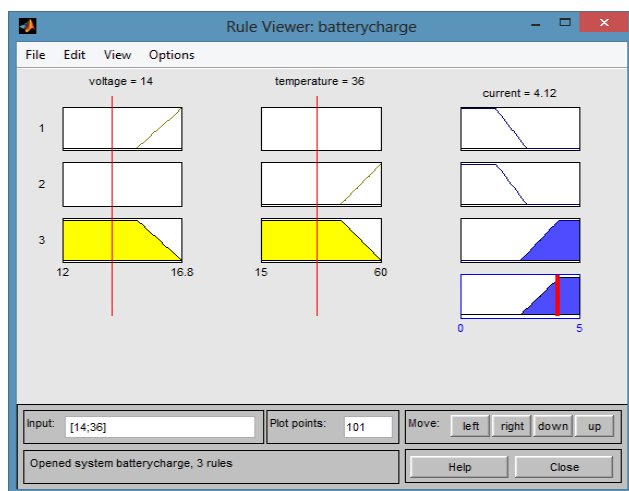 Rule Viewer: batterycharge
File Edit View Options
voltage = 14
temperature = 36
current = 4.12
1
2
3
12 16.8
15 60
0 5
Input: [14;36]
Plot points: 101
Move: left right down up
Opened system batterycharge, 3 rules
Help Close